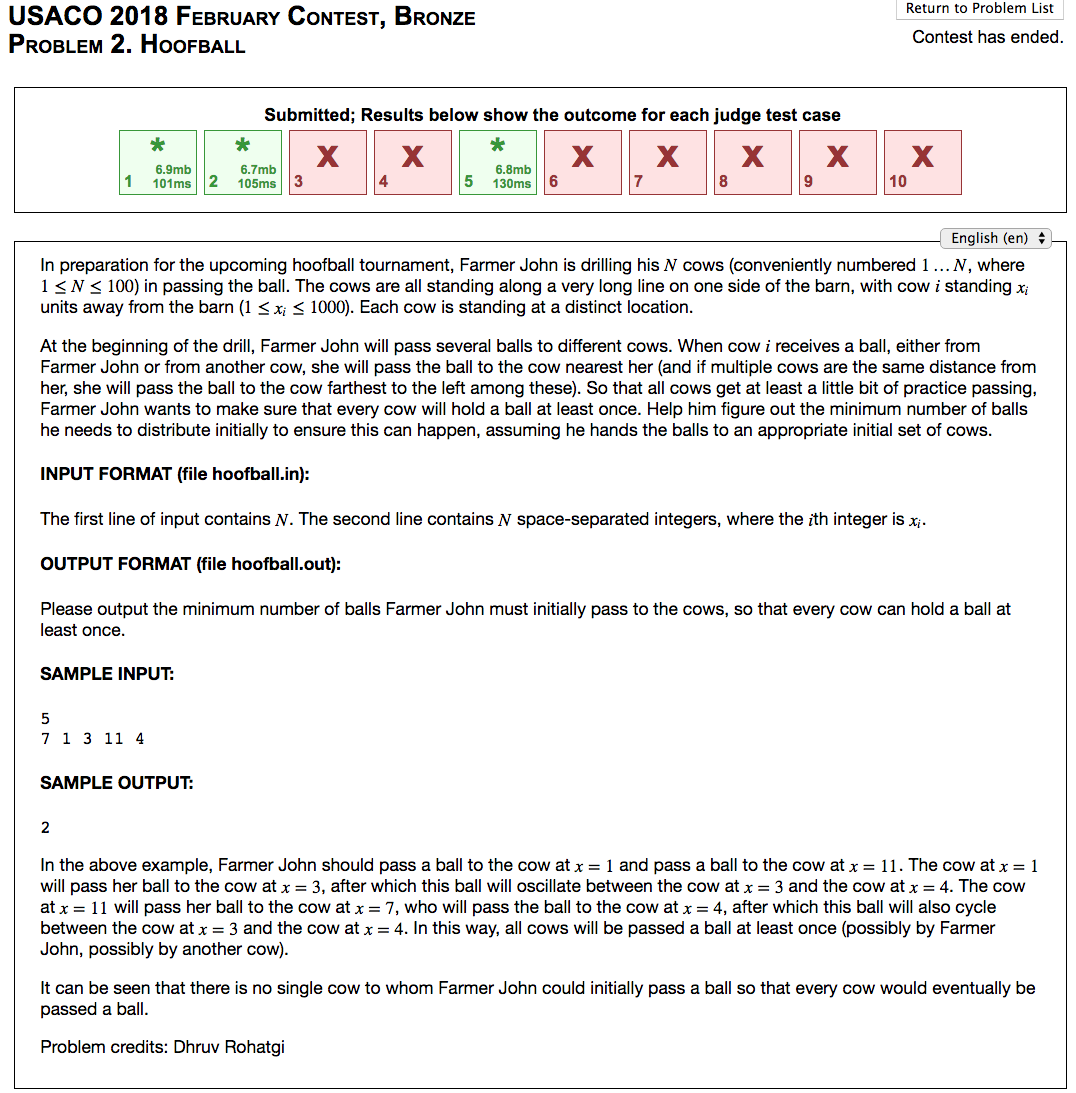 USACO 2018 FEBRUARY CONTEST, BRONZE
PROBLEM 2. HOOFBALL
Return to Problem List
Contest has ended.
Submitted; Results below show the outcome for each judge test case
* 6.9mb 1 101ms
* 6.7mb 2 105ms
X 3
X 4
* 6.8mb 5 130ms
X 6
X 7
X 8
X 9
X 10
English (en)
In preparation for the upcoming hoofball tournament, Farmer John is drilling his N cows (conveniently numbered 1…N, where
1 ≤ N ≤ 100) in passing the ball. The cows are all standing along a very long line on one side of the barn, with cow i standing xᵢ
units away from the barn (1 ≤ xᵢ ≤ 1000). Each cow is standing at a distinct location.
At the beginning of the drill, Farmer John will pass several balls to different cows. When cow i receives a ball, either from
Farmer John or from another cow, she will pass the ball to the cow nearest her (and if multiple cows are the same distance from
her, she will pass the ball to the cow farthest to the left among these). So that all cows get at least a little bit of practice passing,
Farmer John wants to make sure that every cow will hold a ball at least once. Help him figure out the minimum number of balls
he needs to distribute initially to ensure this can happen, assuming he hands the balls to an appropriate initial set of cows.
INPUT FORMAT (file hoofball.in):
The first line of input contains N. The second line contains N space-separated integers, where the ith integer is xᵢ.
OUTPUT FORMAT (file hoofball.out):
Please output the minimum number of balls Farmer John must initially pass to the cows, so that every cow can hold a ball at
least once.
SAMPLE INPUT:
5
7 1 3 11 4
SAMPLE OUTPUT:
2
In the above example, Farmer John should pass a ball to the cow at x = 1 and pass a ball to the cow at x = 11. The cow at x = 1
will pass her ball to the cow at x = 3, after which this ball will oscillate between the cow at x = 3 and the cow at x = 4. The cow
at x = 11 will pass her ball to the cow at x = 7, who will pass the ball to the cow at x = 4, after which this ball will also cycle
between the cow at x = 3 and the cow at x = 4. In this way, all cows will be passed a ball at least once (possibly by Farmer
John, possibly by another cow).
It can be seen that there is no single cow to whom Farmer John could initially pass a ball so that every cow would eventually be
passed a ball.
Problem credits: Dhruv Rohatgi